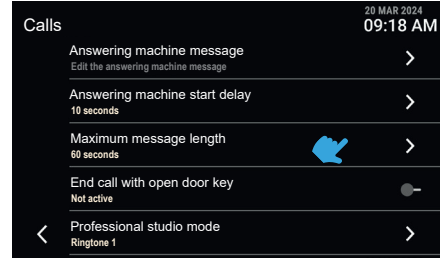 20 MAR 2024
Calls
09:18 AM
Answering machine message
Edit the answering machine message
Answering machine start delay
10 seconds
Maximum message length
60 seconds
End call with open door key
Not active
Professional studio mode
Ringtone 1